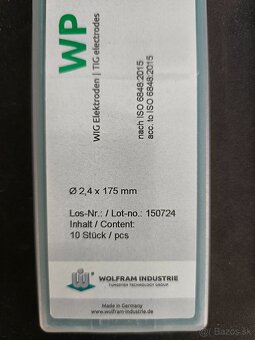 WP
WIG Elektroden | TIG electrodes
nach ISO 6848:2015
acc. to ISO 6848:2015
Ø 2,4 x 175 mm
Los-Nr.: / Lot-no.: 150724
Inhalt / Content:
10 Stück / pcs
WOLFRAM INDUSTRIE
TUNGSTEN TECHNOLOGY GROUP
Made in Germany
www.wolfram-industrie.de
Bazos.sk